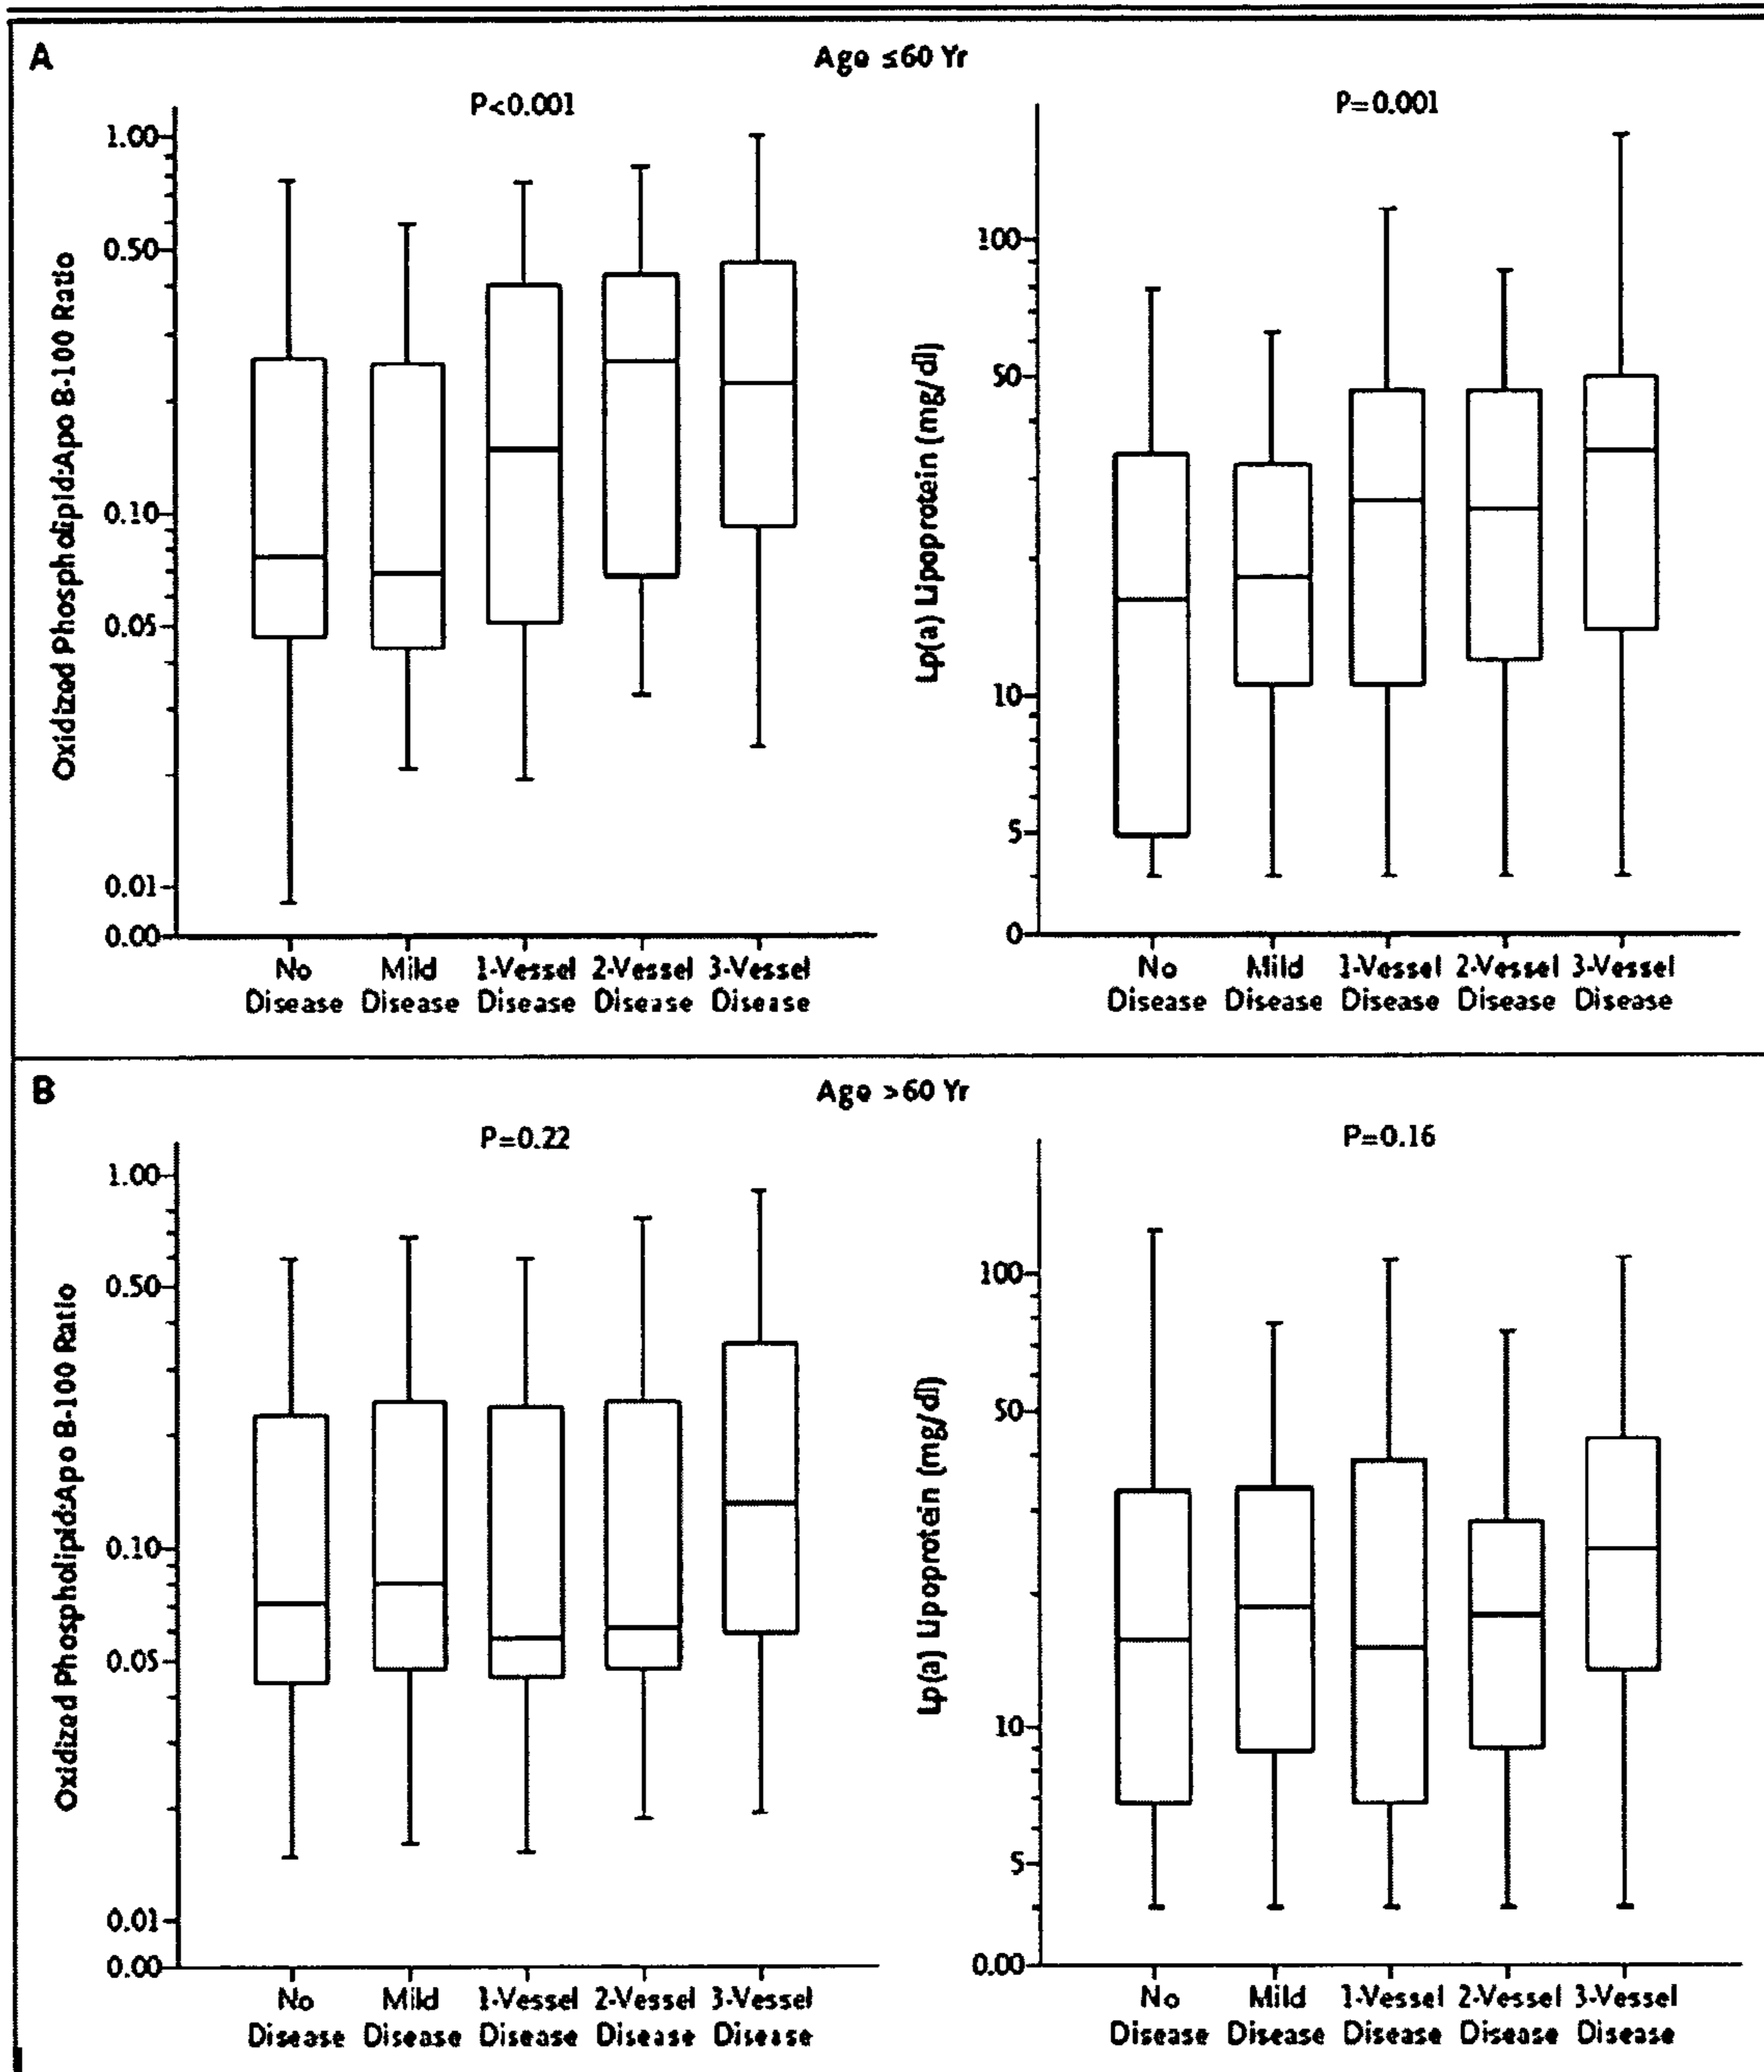 A
Age ≤60 Yr
P<0.001
Oxidized Phospholipid:Apo B-100 Ratio
1.00
0.50
0.10
0.05
0.01
0.00
No Disease
Mild Disease
1-Vessel Disease
2-Vessel Disease
3-Vessel Disease
P=0.001
Lp(a) Lipoprotein (mg/dl)
100
50
10
5
0
No Disease
Mild Disease
1-Vessel Disease
2-Vessel Disease
3-Vessel Disease
B
Age >60 Yr
P=0.22
Oxidized Phospholipid:Apo B-100 Ratio
1.00
0.50
0.10
0.05
0.01
0.00
No Disease
Mild Disease
1-Vessel Disease
2-Vessel Disease
3-Vessel Disease
P=0.16
Lp(a) Lipoprotein (mg/dl)
100
50
10
5
0.00
No Disease
Mild Disease
1-Vessel Disease
2-Vessel Disease
3-Vessel Disease